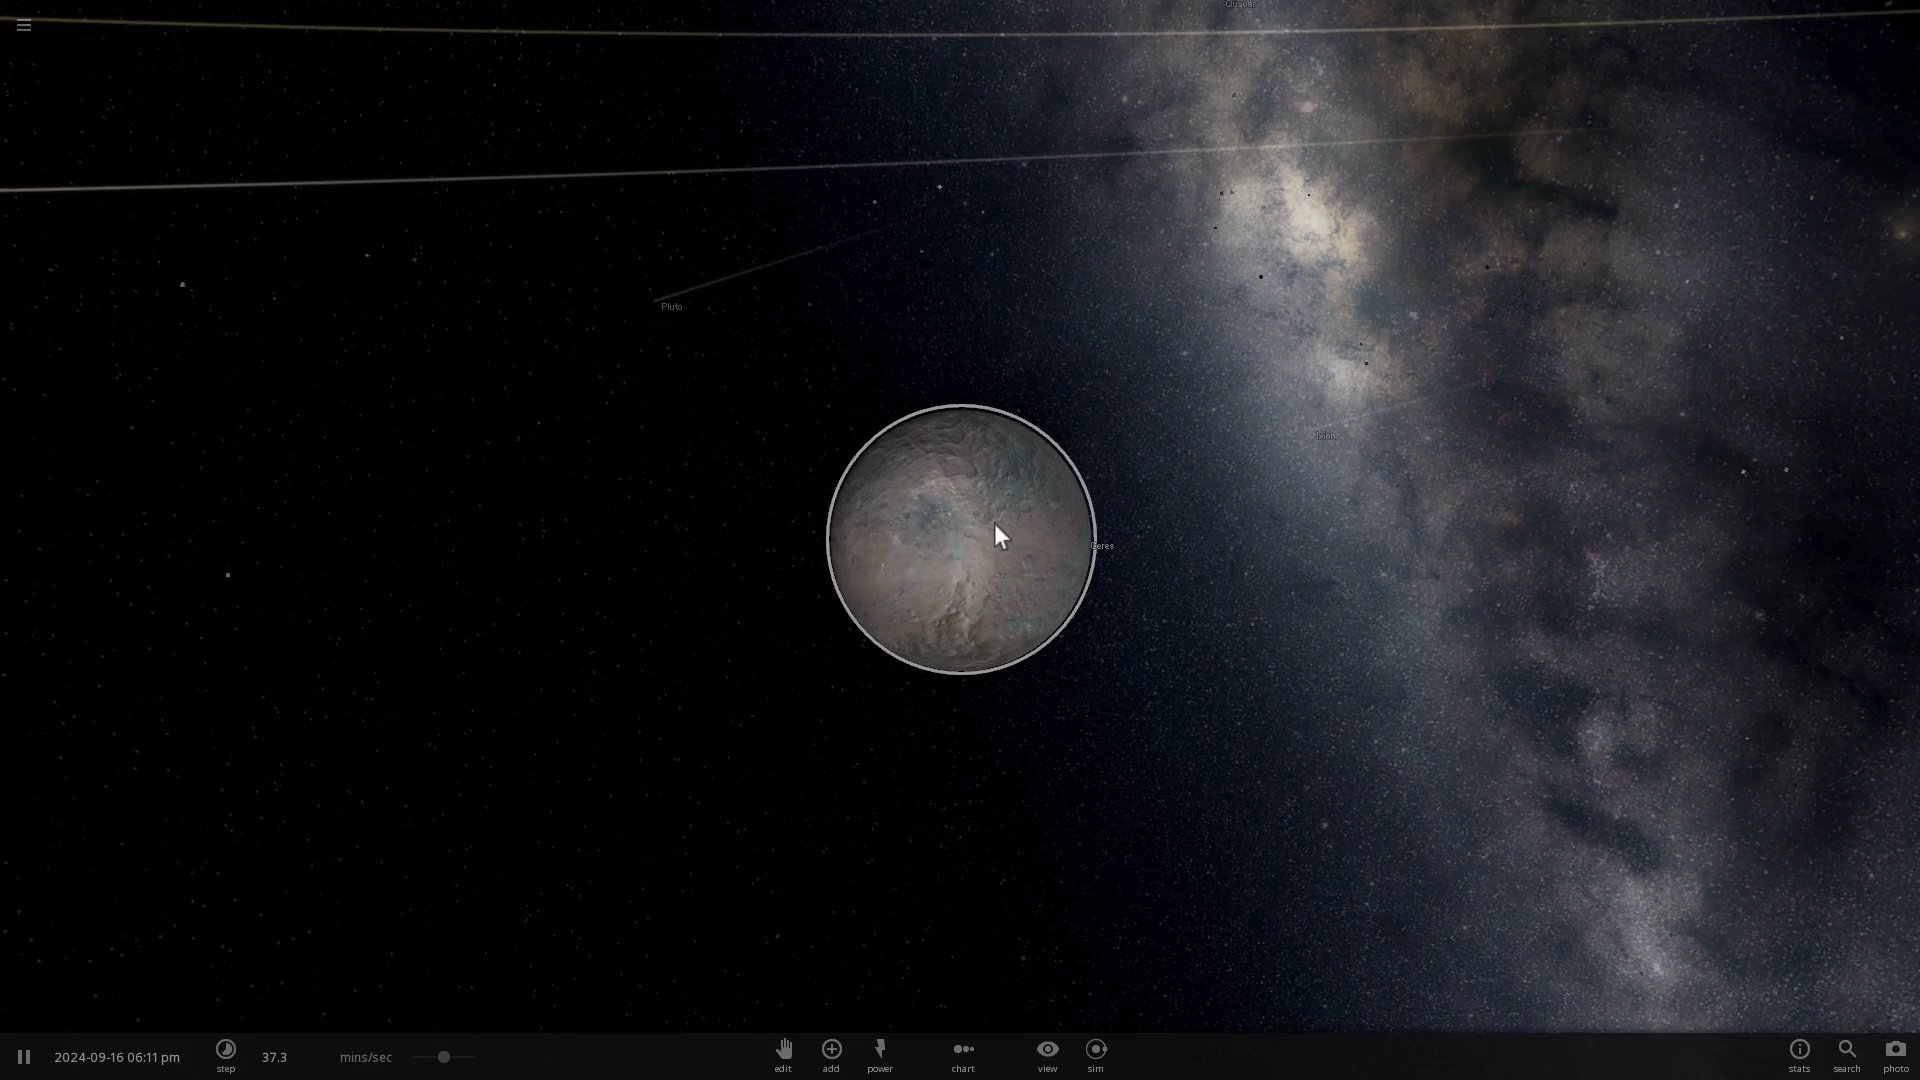 Quaoar
Pluto
Ixion
Ceres
2024-09-16 06:11 pm
step
37.3
mins/sec
edit
add
power
chart
view
sim
stats
search
photo